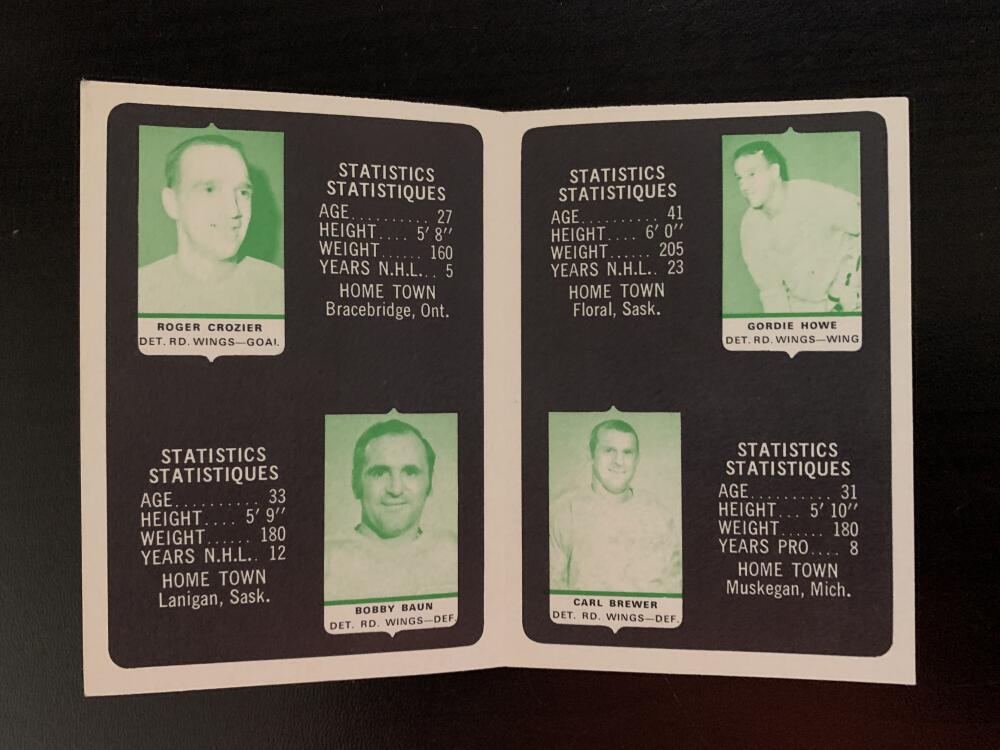 STATISTICS
STATISTIQUES
AGE.......... 27
HEIGHT.... 5' 8"
WEIGHT...... 160
YEARS N.H.L.. 5
HOME TOWN
Bracebridge, Ont.
ROGER CROZIER
DET. RD. WINGS—GOAL
STATISTICS
STATISTIQUES
AGE.......... 33
HEIGHT.... 5' 9"
WEIGHT...... 180
YEARS N.H.L.. 12
HOME TOWN
Lanigan, Sask.
BOBBY BAUN
DET. RD. WINGS—DEF.
STATISTICS
STATISTIQUES
AGE.......... 41
HEIGHT.... 6' 0"
WEIGHT...... 205
YEARS N.H.L.. 23
HOME TOWN
Floral, Sask.
GORDIE HOWE
DET. RD. WINGS—WING
CARL BREWER
DET. RD. WINGS—DEF.
STATISTICS
STATISTIQUES
AGE.......... 31
HEIGHT... 5' 10"
WEIGHT...... 180
YEARS PRO.... 8
HOME TOWN
Muskegan, Mich.